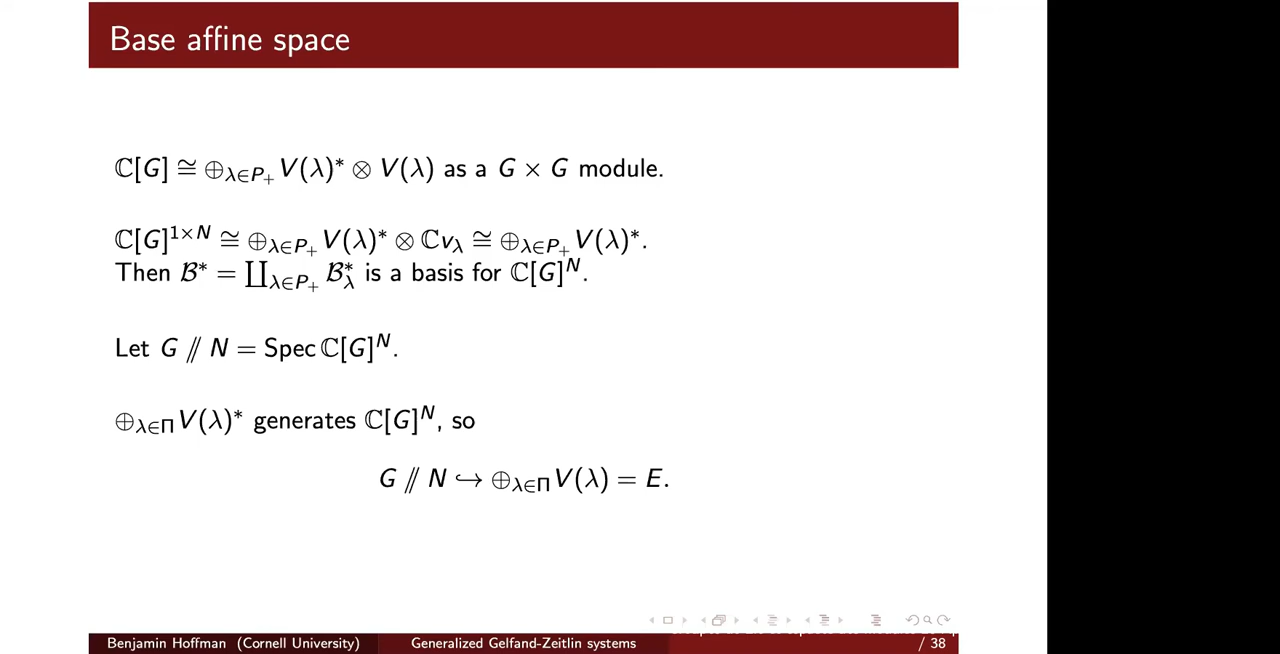 Base affine space
ℂ[G] ≅ ⊕_{λ∈P₊} V(λ)* ⊗ V(λ) as a G × G module.
ℂ[G]^{1×N} ≅ ⊕_{λ∈P₊} V(λ)* ⊗ ℂv_λ ≅ ⊕_{λ∈P₊} V(λ)*.
Then ℬ* = ∐_{λ∈P₊} ℬ*_λ is a basis for ℂ[G]^N.
Let G ⫽ N = Spec ℂ[G]^N.
⊕_{λ∈Π} V(λ)* generates ℂ[G]^N, so
G ⫽ N ↪ ⊕_{λ∈Π} V(λ) = E.
Benjamin Hoffman (Cornell University) Generalized Gelfand-Zeitlin systems / 38